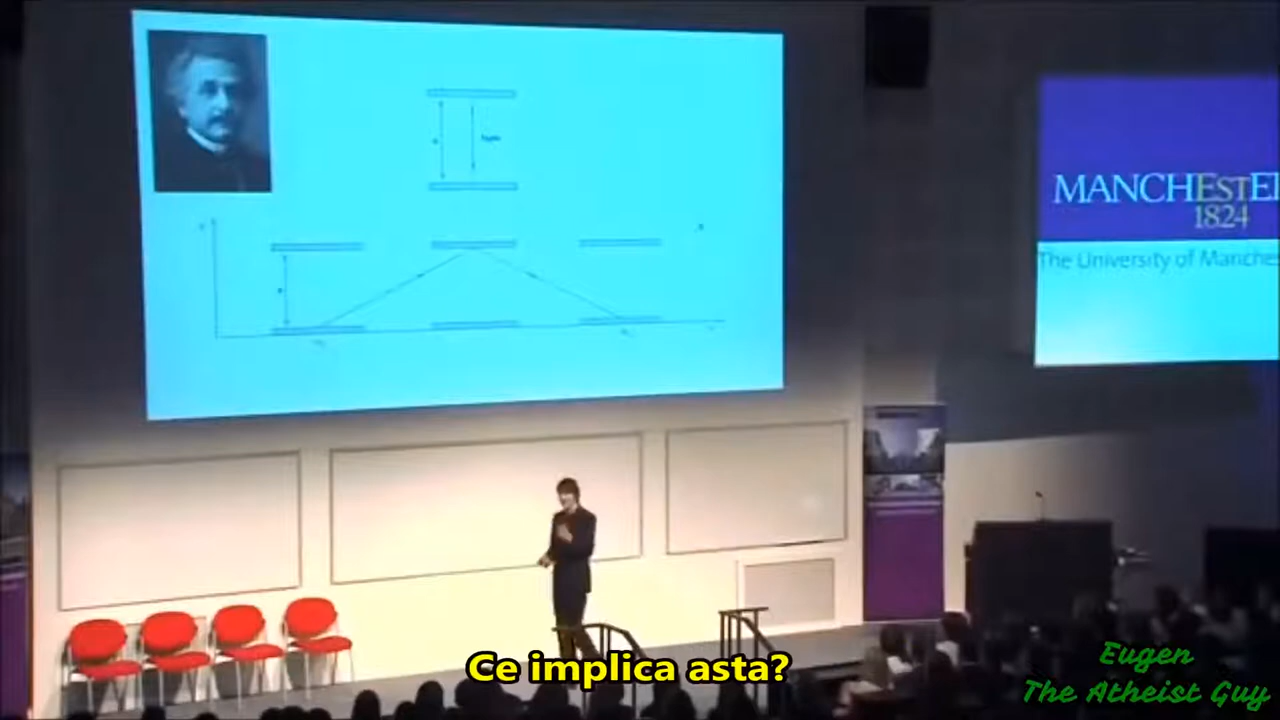 MANCHESTER
1824
The University of Manches
Ce implica asta?
Eugen
The Atheist Guy